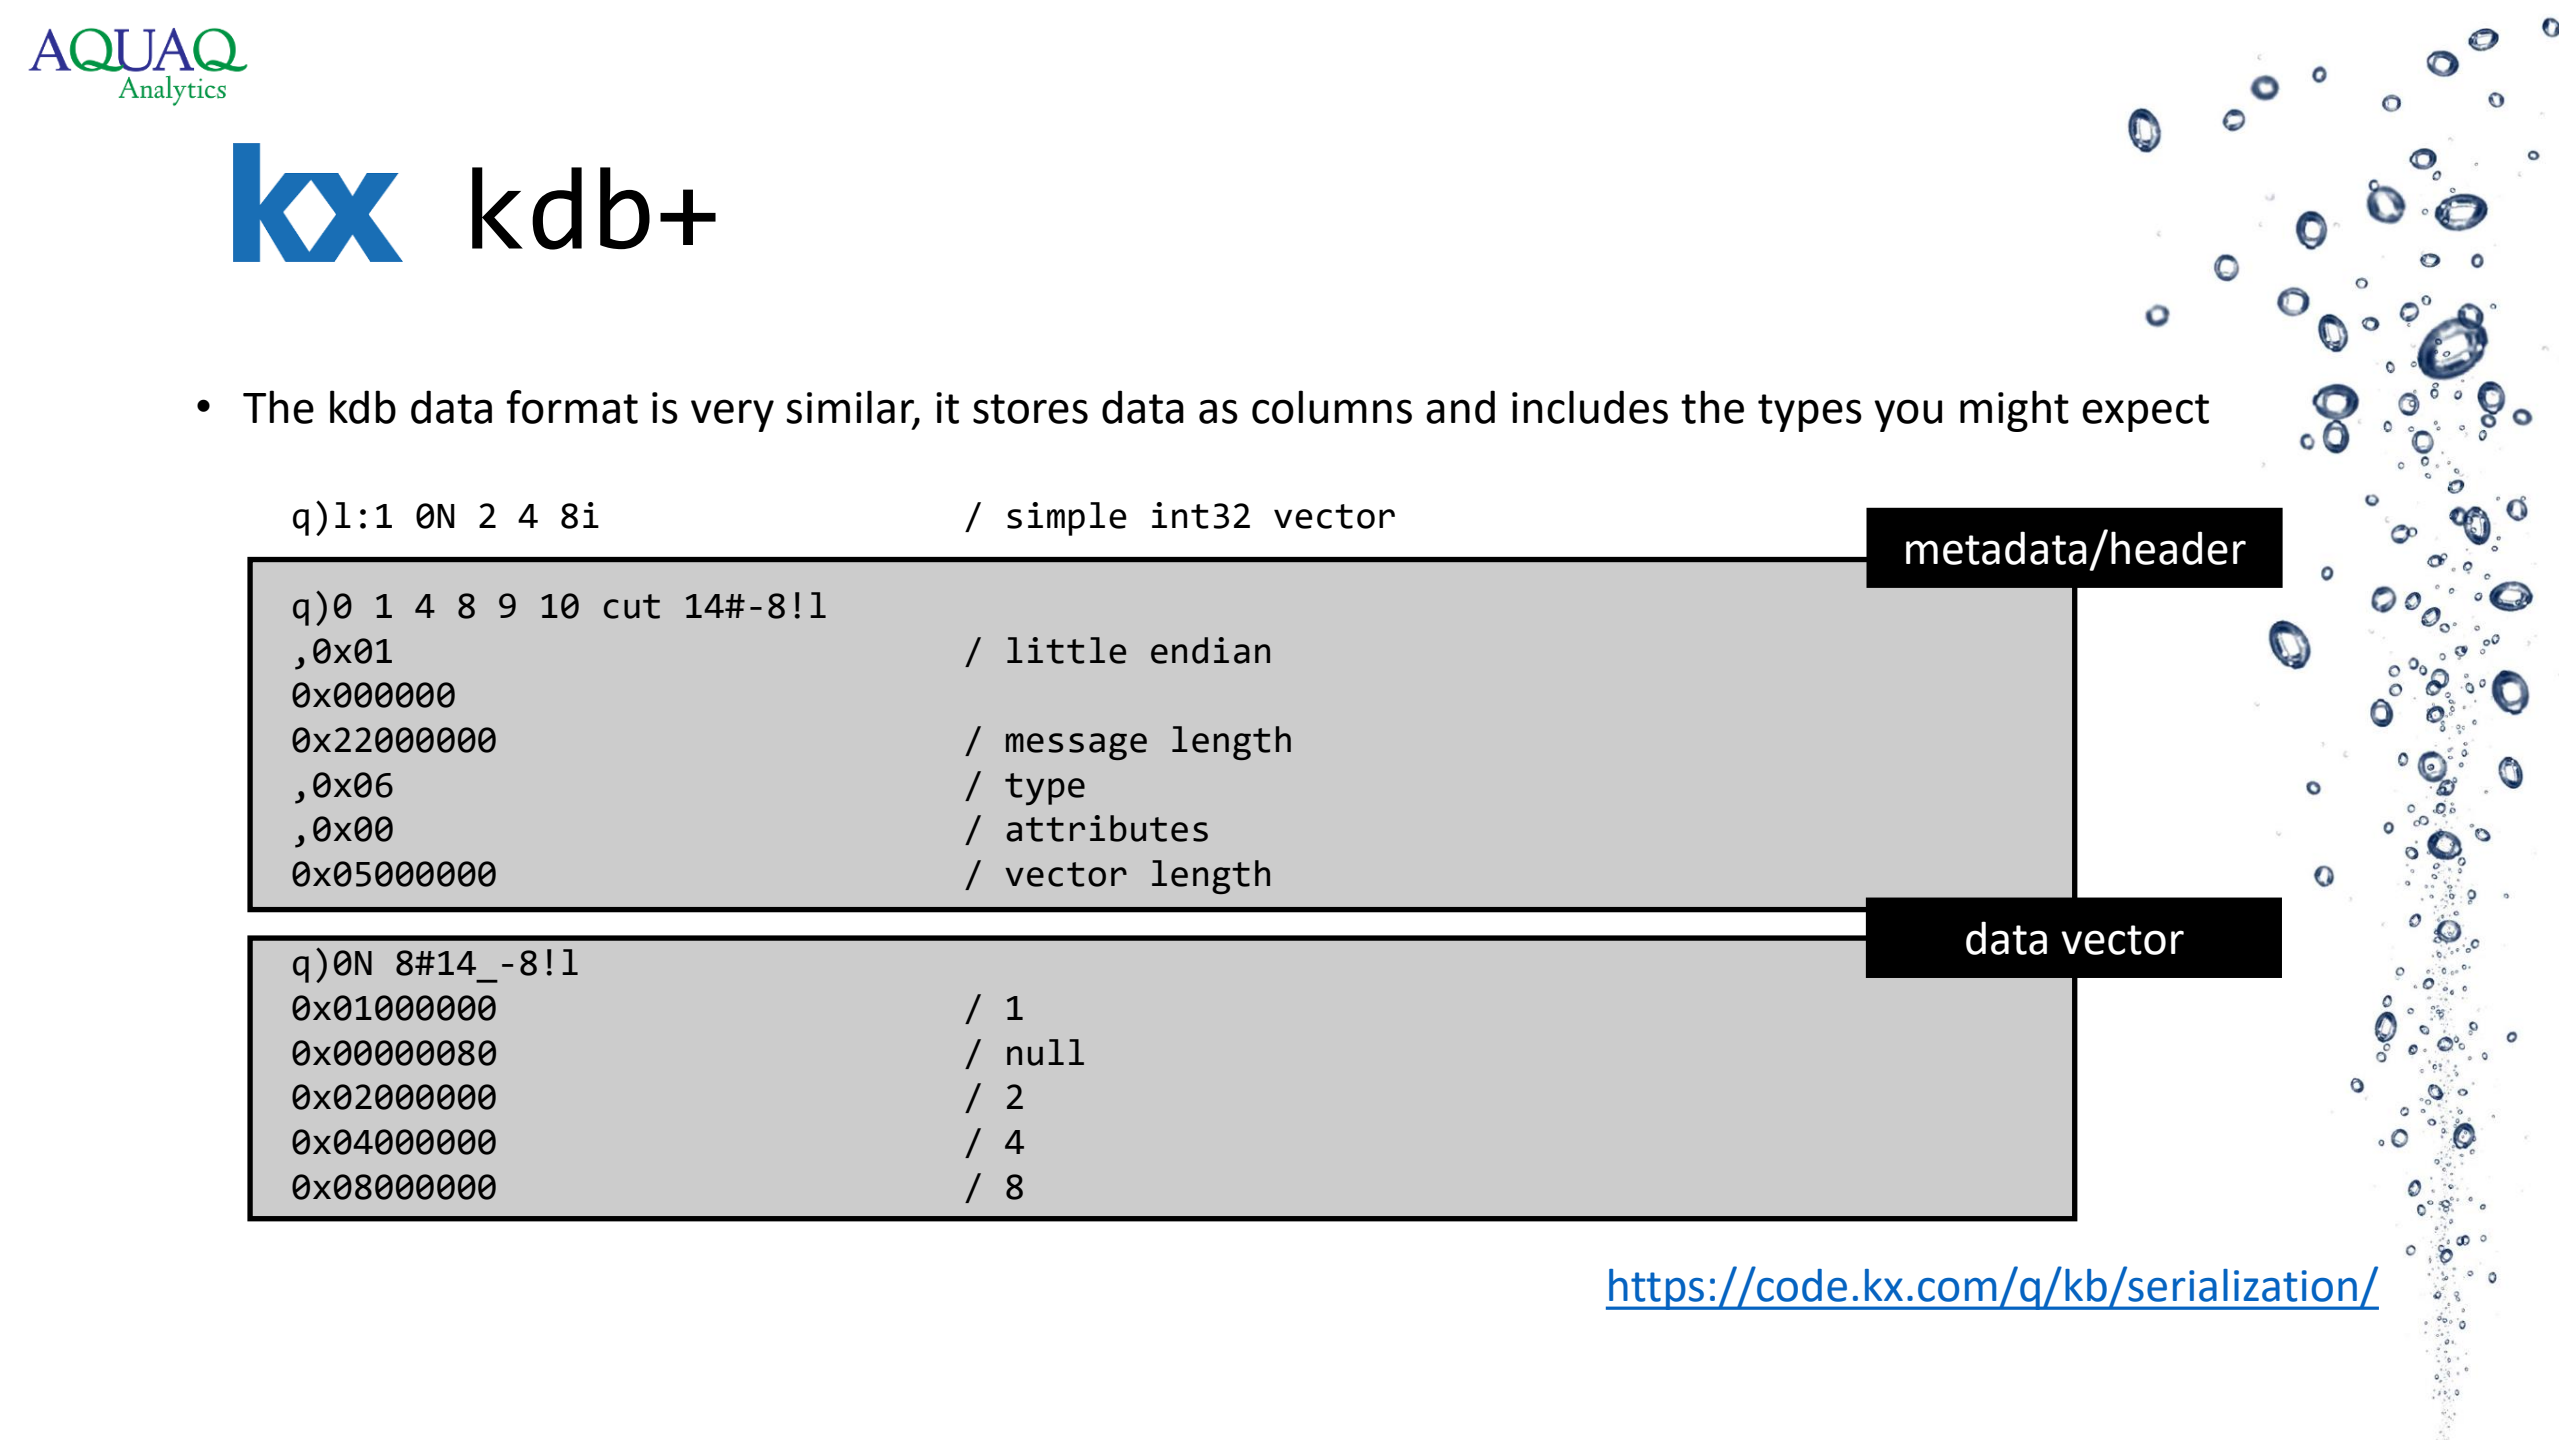 AQUAQ
Analytics
kx kdb+
• The kdb data format is very similar, it stores data as columns and includes the types you might expect
q)l:1 0N 2 4 8i / simple int32 vector
metadata/header
q)0 1 4 8 9 10 cut 14#-8!l
,0x01 / little endian
0x000000
0x22000000 / message length
,0x06 / type
,0x00 / attributes
0x05000000 / vector length
data vector
q)0N 8#14_-8!l
0x01000000 / 1
0x00000080 / null
0x02000000 / 2
0x04000000 / 4
0x08000000 / 8
https://code.kx.com/q/kb/serialization/